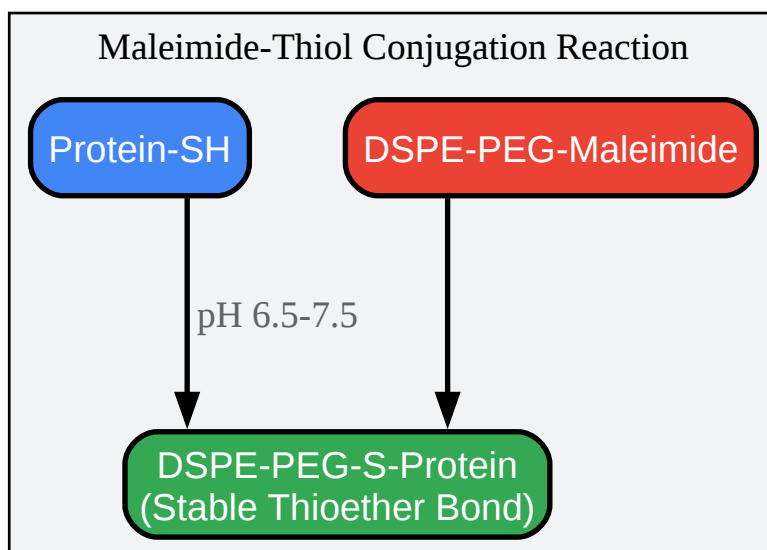 Maleimide-Thiol Conjugation Reaction
Protein-SH
DSPE-PEG-Maleimide
pH 6.5-7.5
DSPE-PEG-S-Protein
(Stable Thioether Bond)